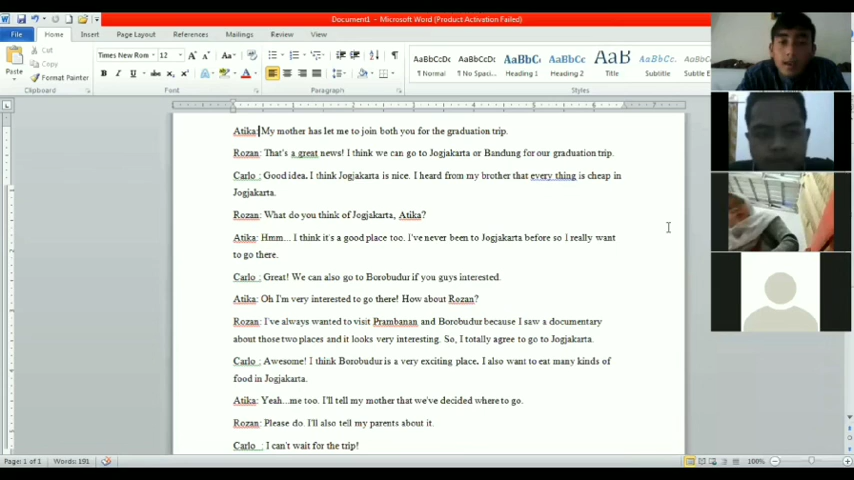 Document1 - Microsoft Word (Product Activation Failed)
File Home Insert Page Layout References Mailings Review View
Cut
Copy
Format Painter
Paste
Clipboard
Times New Rom 12
Font
Paragraph
AaBbCcDc AaBbCcDc AaBbC AaBbCc AaB AaBbCc AaBbC
¶ Normal ¶ No Spaci... Heading 1 Heading 2 Title Subtitle Subtle E
Styles
Atika: My mother has let me to join both you for the graduation trip.
Rozan: That's a great news! I think we can go to Jogjakarta or Bandung for our graduation trip.
Carlo : Good idea. I think Jogjakarta is nice. I heard from my brother that every thing is cheap in
Jogjakarta.
Rozan: What do you think of Jogjakarta, Atika?
Atika: Hmm... I think it's a good place too. I've never been to Jogjakarta before so I really want
to go there.
Carlo : Great! We can also go to Borobudur if you guys interested.
Atika: Oh I'm very interested to go there! How about Rozan?
Rozan: I've always wanted to visit Prambanan and Borobudur because I saw a documentary
about those two places and it looks very interesting. So, I totally agree to go to Jogjakarta.
Carlo : Awesome! I think Borobudur is a very exciting place. I also want to eat many kinds of
food in Jogjakarta.
Atika: Yeah...me too. I'll tell my mother that we've decided where to go.
Rozan: Please do. I'll also tell my parents about it.
Carlo : I can't wait for the trip!
Page: 1 of 1 Words: 191 100%